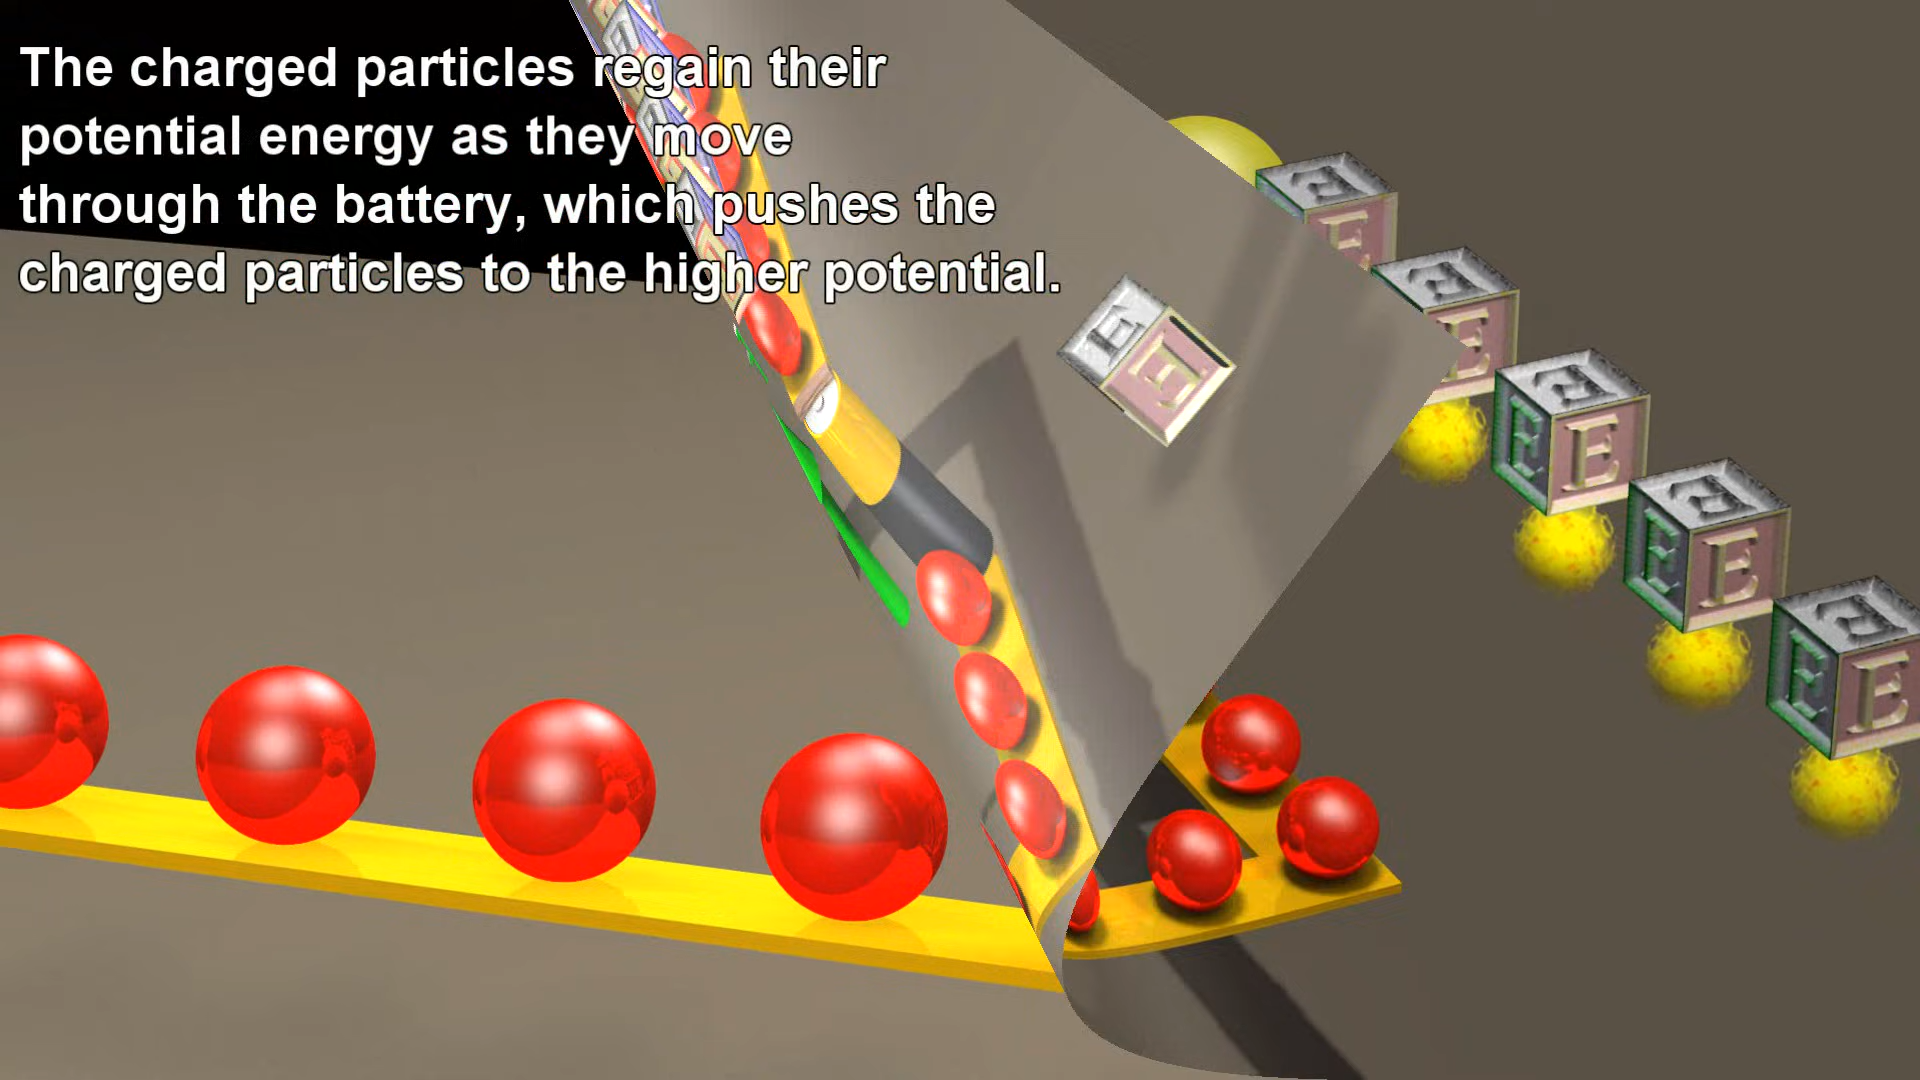 The charged particles regain their
potential energy as they move
through the battery, which pushes the
charged particles to the higher potential.
E
E
E
E
E
E
E
E
E